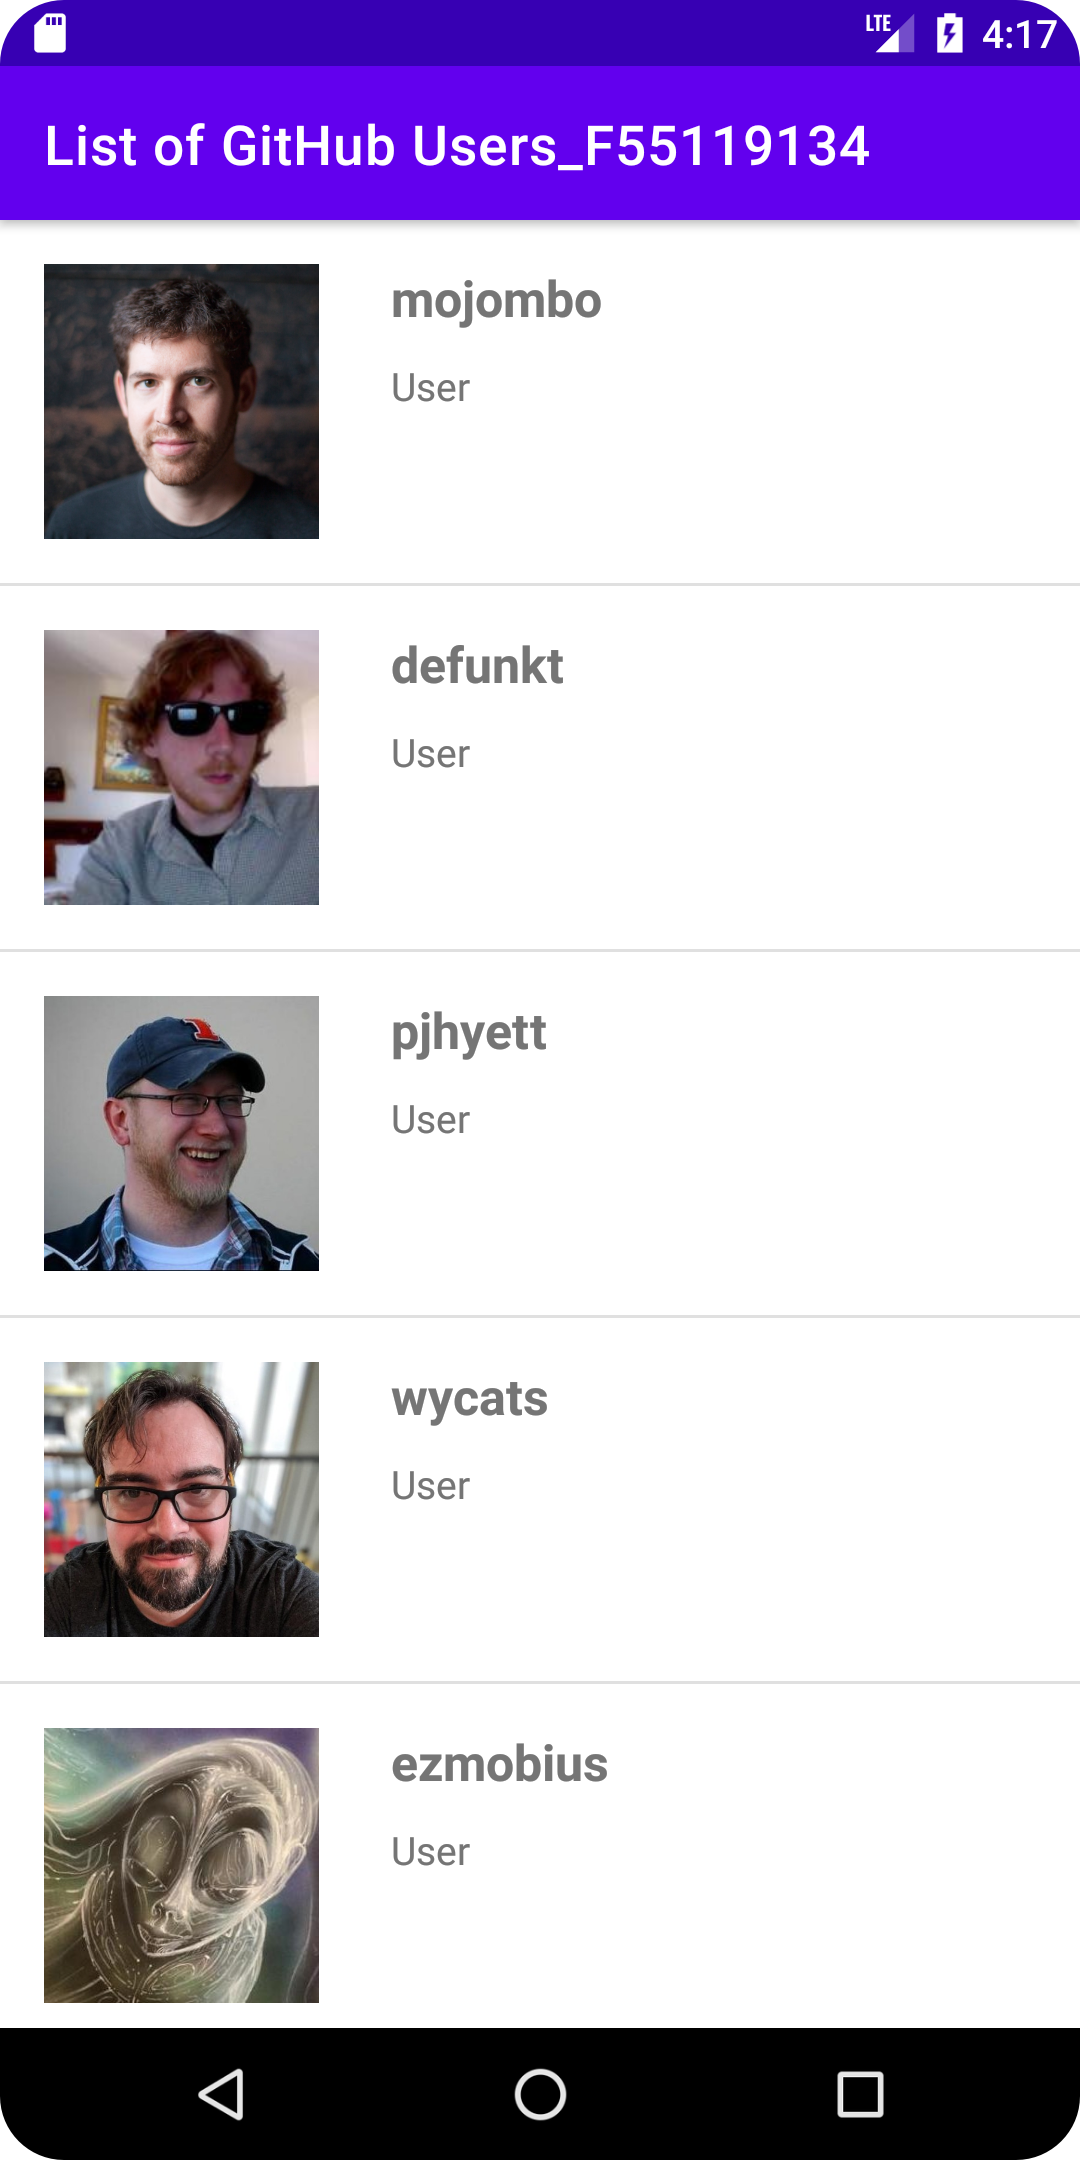 LTE 4:17
List of GitHub Users_F55119134
mojombo
User
defunkt
User
pjhyett
User
wycats
User
ezmobius
User